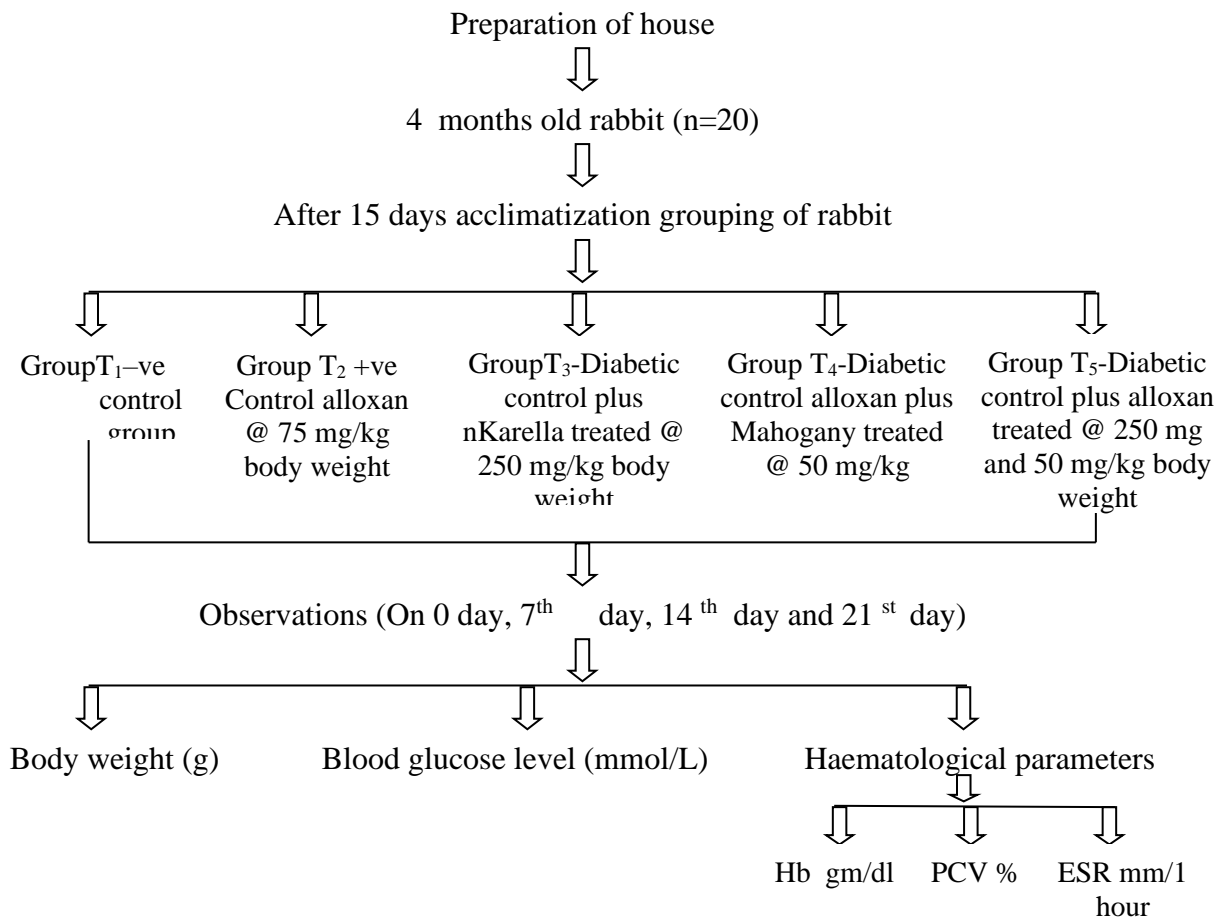 Preparation of house
4 months old rabbit (n=20)
After 15 days acclimatization grouping of rabbit
GroupT1–ve
control
group
Group T2 +ve
Control alloxan
@ 75 mg/kg
body weight
GroupT3-Diabetic
control plus
nKarella treated @
250 mg/kg body
weight
Group T4-Diabetic
control alloxan plus
Mahogany treated
@ 50 mg/kg
Group T5-Diabetic
control plus alloxan
treated @ 250 mg
and 50 mg/kg body
weight
Observations (On 0 day, 7th day, 14 th day and 21 st day)
Body weight (g)
Blood glucose level (mmol/L)
Haematological parameters
Hb gm/dl
PCV %
ESR mm/1
hour